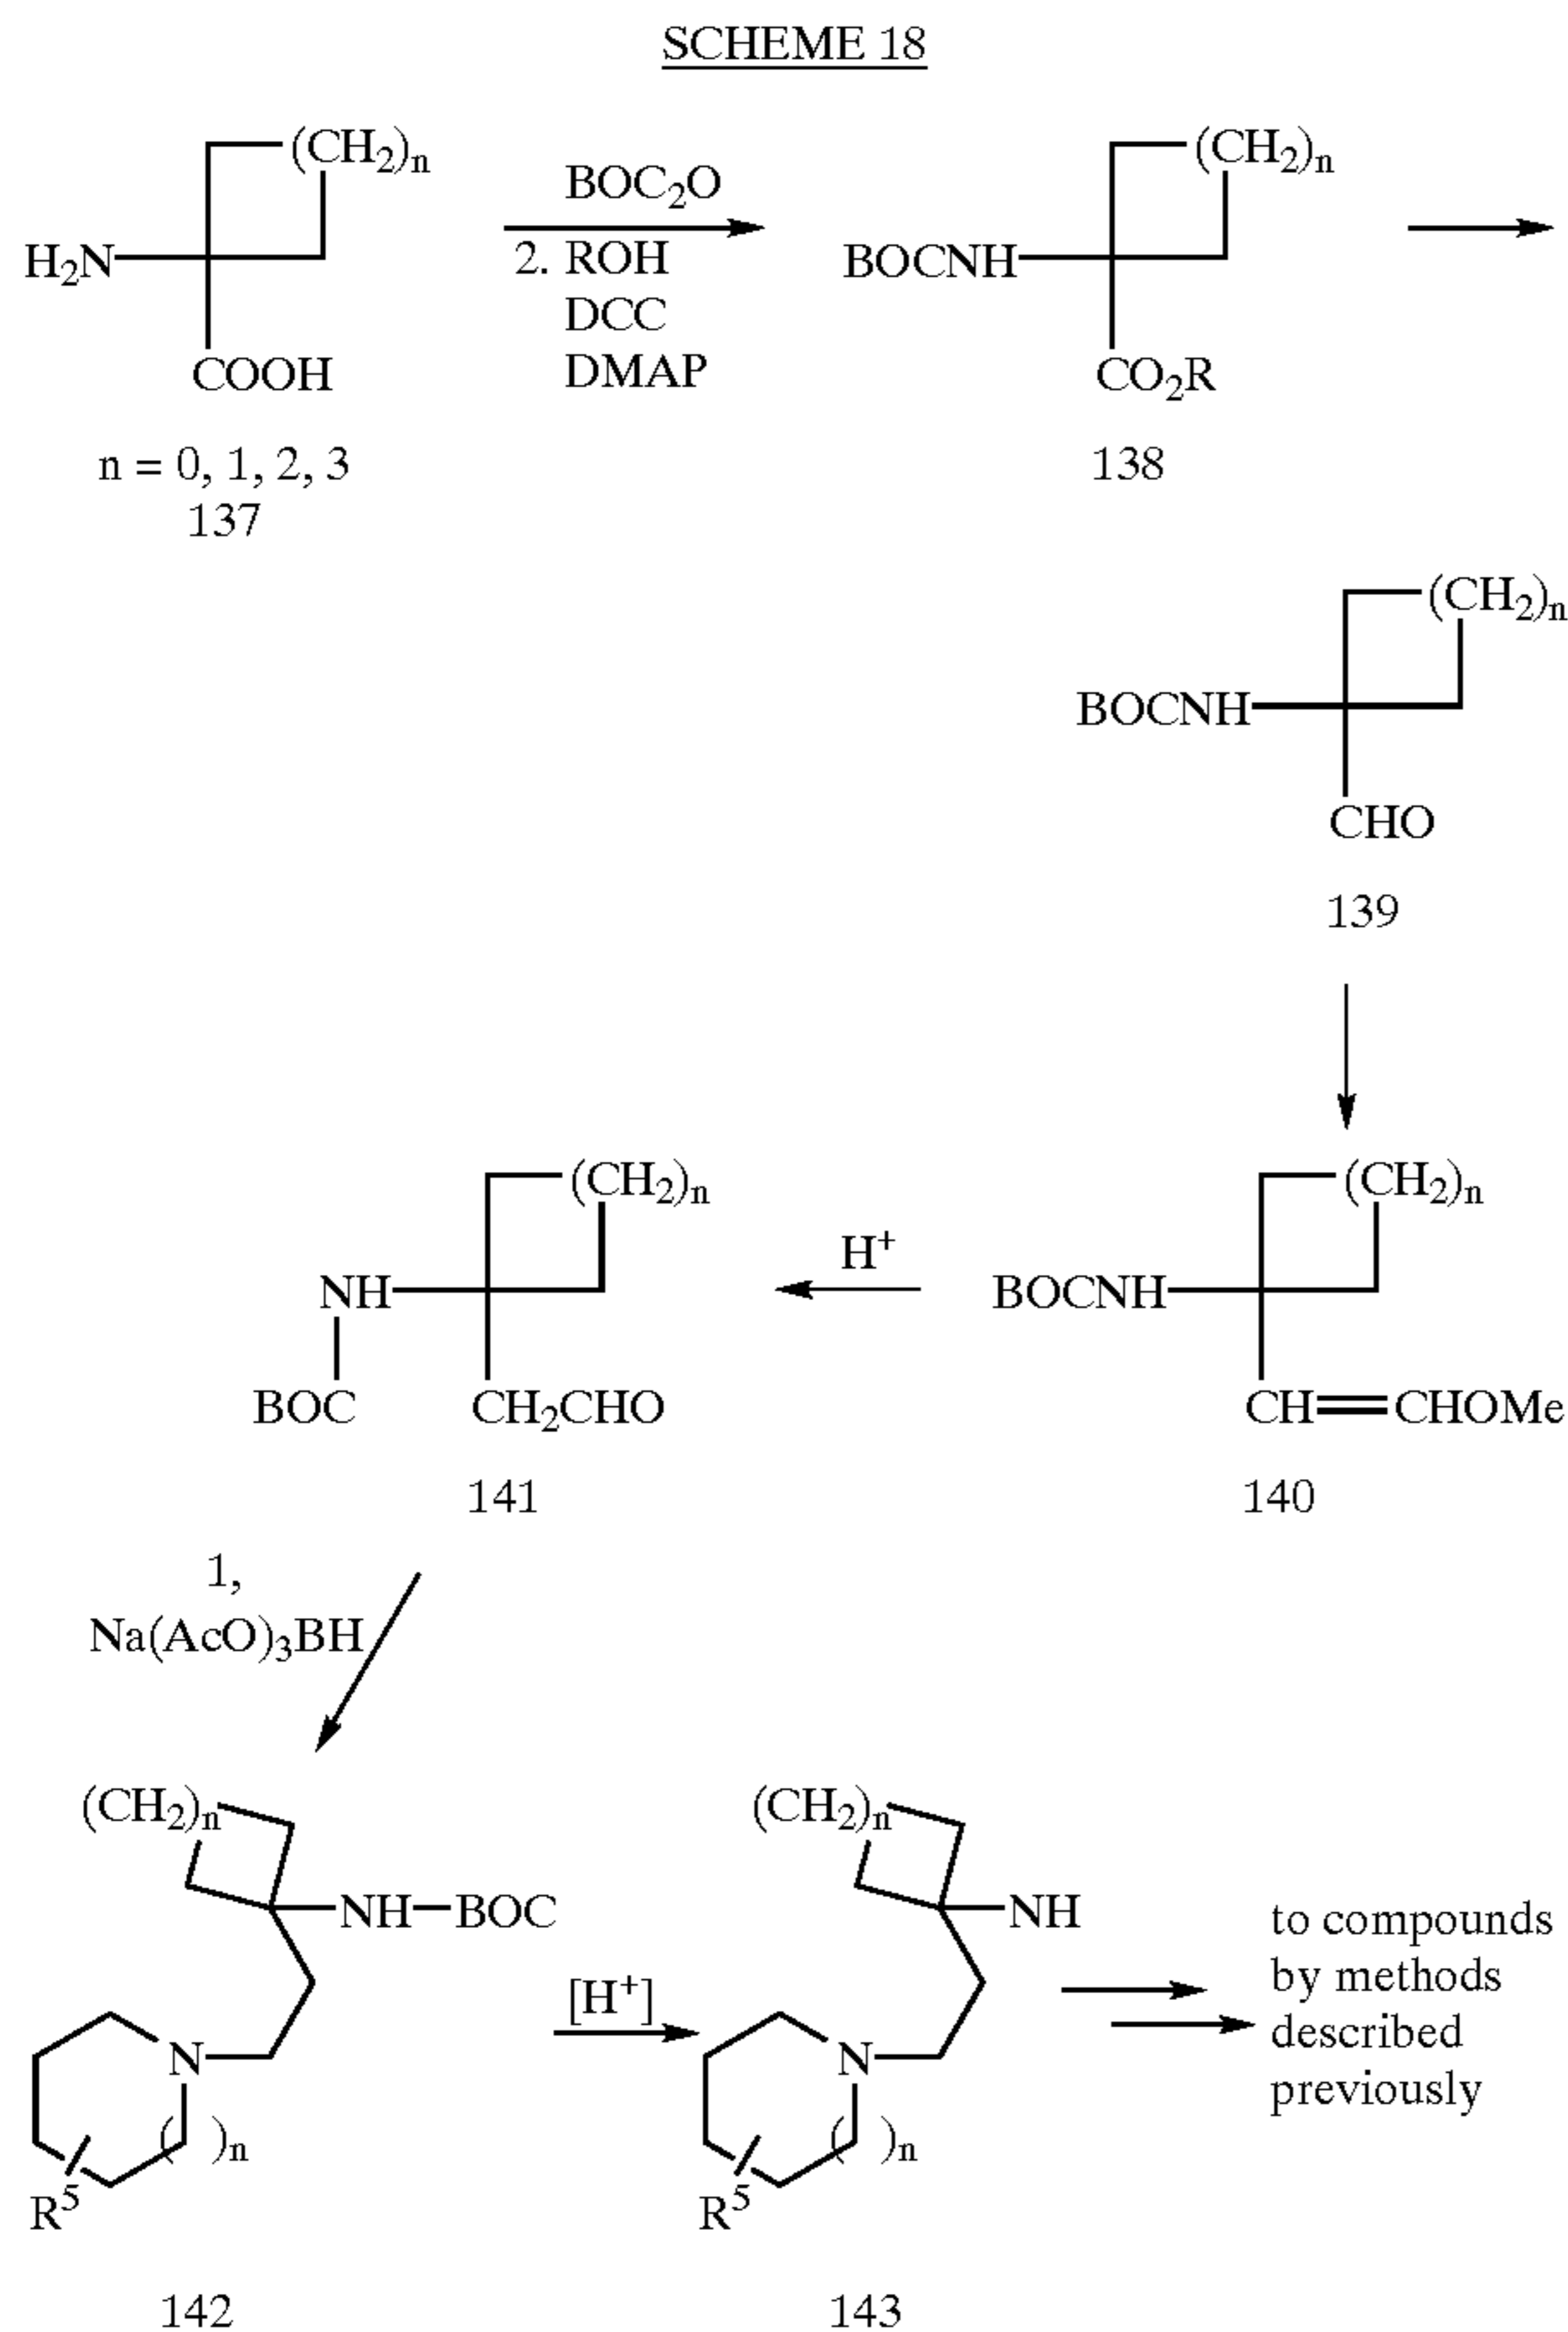 SCHEME 18
(CH2)n
H2N
COOH
n = 0, 1, 2, 3
137
BOC2O
2. ROH
DCC
DMAP
(CH2)n
BOCNH
CO2R
138
(CH2)n
BOCNH
CHO
139
(CH2)n
BOCNH
CH=CHOMe
140
H+
(CH2)n
NH
BOC
CH2CHO
141
1,
Na(AcO)3BH
(CH2)n
NH—BOC
N
( )n
R5
142
[H+]
(CH2)n
NH
N
( )n
R5
143
to compounds
by methods
described
previously